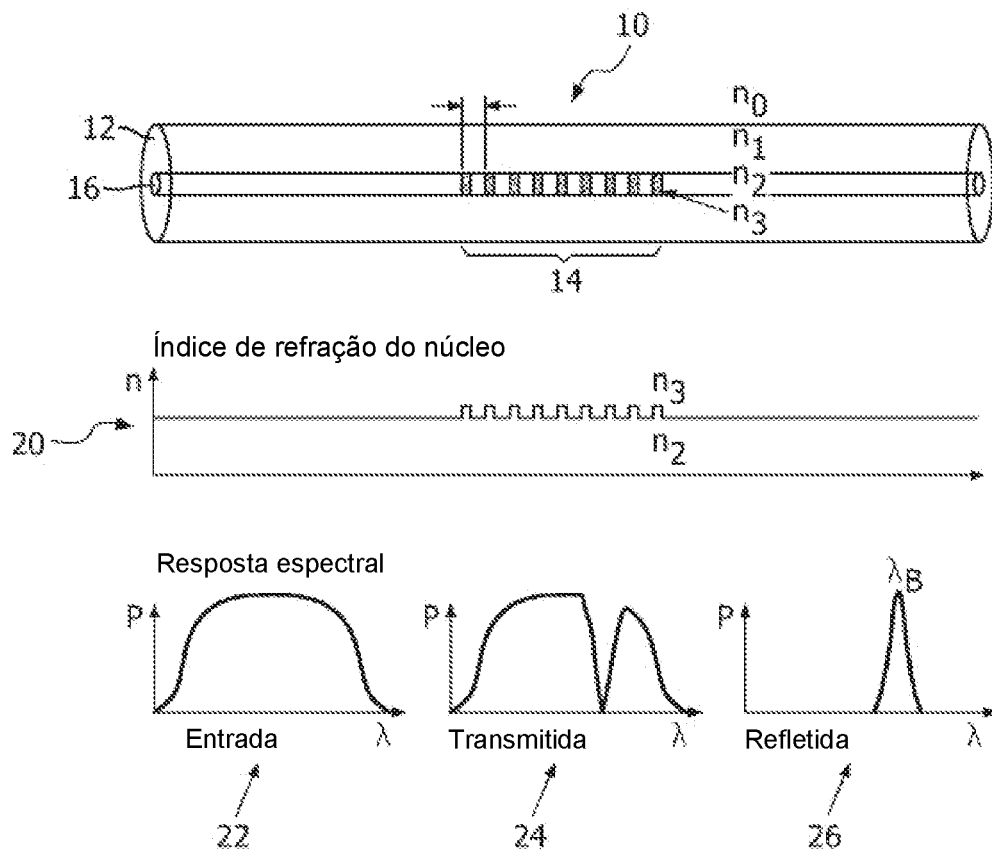 10
n0
12
n1
16
n2
n3
14
Índice de refração do núcleo
n
n3
20
n2
Resposta espectral
P
P
P
λB
Entrada
λ
Transmitida
λ
Refletida
λ
22
24
26